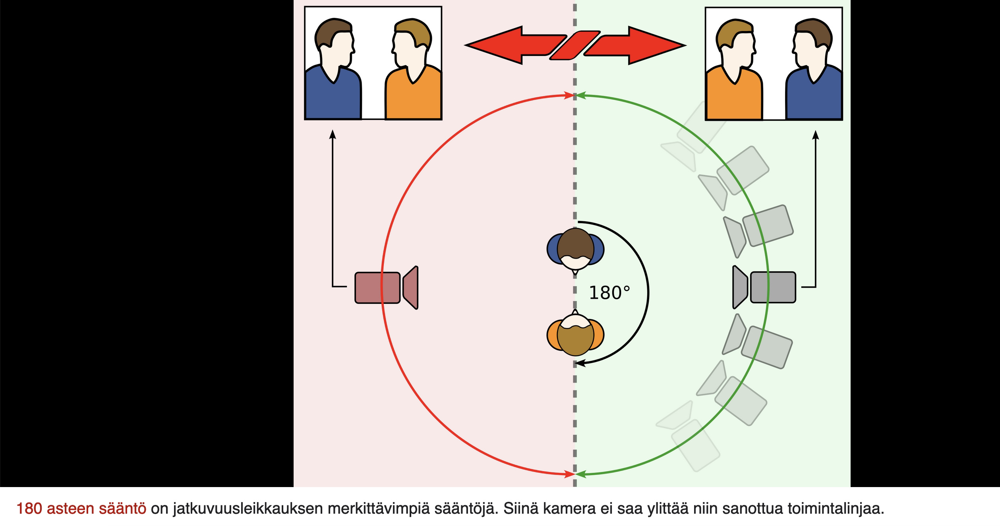 180°
180 asteen sääntö on jatkuvuusleikkauksen merkittävimpiä sääntöjä. Siinä kamera ei saa ylittää niin sanottua toimintalinjaa.